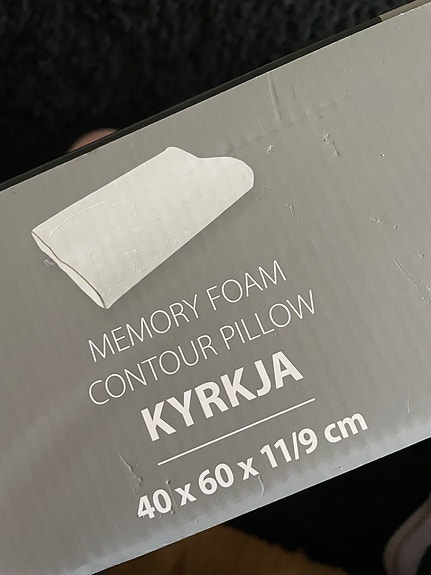 MEMORY FOAM
CONTOUR PILLOW
KYRKJA
40 x 60 x 11/9 cm